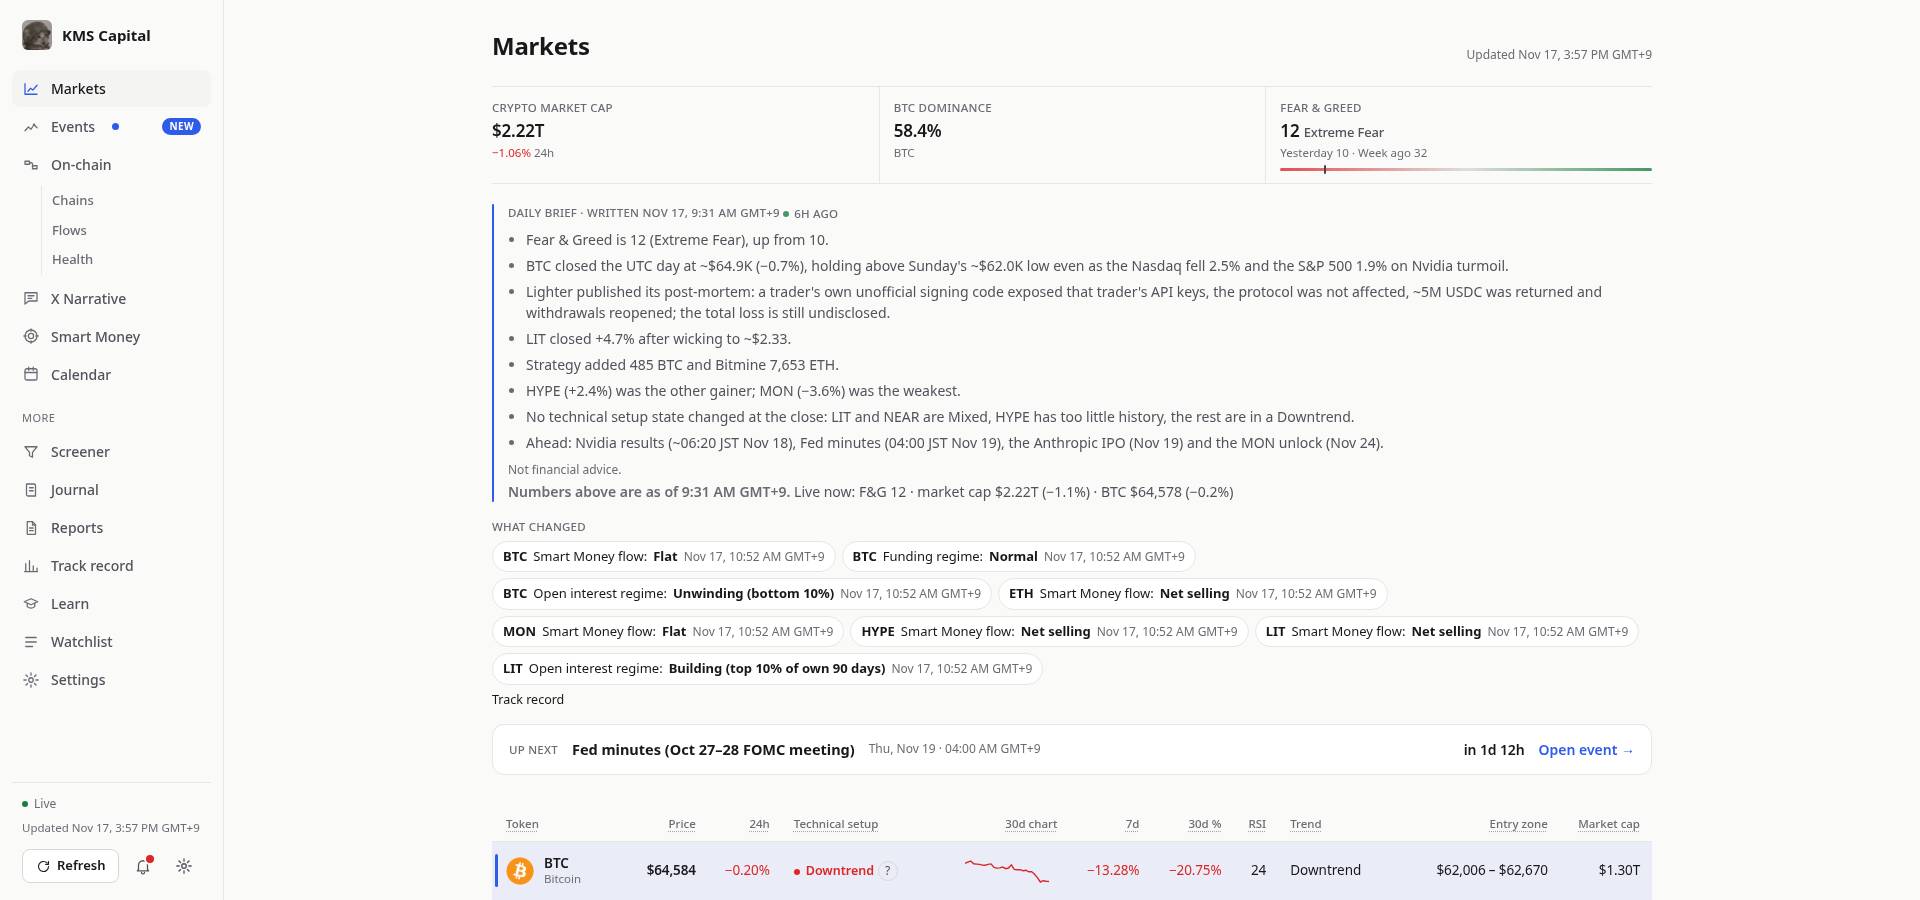 KMS Capital
Markets
Events NEW
On-chain
Chains
Flows
Health
X Narrative
Smart Money
Calendar
MORE
Screener
Journal
Reports
Track record
Learn
Watchlist
Settings
Live
Updated Nov 17, 3:57 PM GMT+9
Refresh
Markets
Updated Nov 17, 3:57 PM GMT+9
CRYPTO MARKET CAP
$2.22T
−1.06% 24h
BTC DOMINANCE
58.4%
BTC
FEAR & GREED
12 Extreme Fear
Yesterday 10 · Week ago 32
DAILY BRIEF · WRITTEN NOV 17, 9:31 AM GMT+9 ● 6H AGO
• Fear & Greed is 12 (Extreme Fear), up from 10.
• BTC closed the UTC day at ~$64.9K (−0.7%), holding above Sunday's ~$62.0K low even as the Nasdaq fell 2.5% and the S&P 500 1.9% on Nvidia turmoil.
• Lighter published its post-mortem: a trader's own unofficial signing code exposed that trader's API keys, the protocol was not affected, ~5M USDC was returned and
withdrawals reopened; the total loss is still undisclosed.
• LIT closed +4.7% after wicking to ~$2.33.
• Strategy added 485 BTC and Bitmine 7,653 ETH.
• HYPE (+2.4%) was the other gainer; MON (−3.6%) was the weakest.
• No technical setup state changed at the close: LIT and NEAR are Mixed, HYPE has too little history, the rest are in a Downtrend.
• Ahead: Nvidia results (~06:20 JST Nov 18), Fed minutes (04:00 JST Nov 19), the Anthropic IPO (Nov 19) and the MON unlock (Nov 24).
Not financial advice.
Numbers above are as of 9:31 AM GMT+9. Live now: F&G 12 · market cap $2.22T (−1.1%) · BTC $64,578 (−0.2%)
WHAT CHANGED
BTC Smart Money flow: Flat Nov 17, 10:52 AM GMT+9
BTC Funding regime: Normal Nov 17, 10:52 AM GMT+9
BTC Open interest regime: Unwinding (bottom 10%) Nov 17, 10:52 AM GMT+9
ETH Smart Money flow: Net selling Nov 17, 10:52 AM GMT+9
MON Smart Money flow: Flat Nov 17, 10:52 AM GMT+9
HYPE Smart Money flow: Net selling Nov 17, 10:52 AM GMT+9
LIT Smart Money flow: Net selling Nov 17, 10:52 AM GMT+9
LIT Open interest regime: Building (top 10% of own 90 days) Nov 17, 10:52 AM GMT+9
Track record
UP NEXT Fed minutes (Oct 27–28 FOMC meeting) Thu, Nov 19 · 04:00 AM GMT+9 in 1d 12h Open event →
Token Price 24h Technical setup 30d chart 7d 30d % RSI Trend Entry zone Market cap
BTC
Bitcoin
$64,584 −0.20% ● Downtrend ? −13.28% −20.75% 24 Downtrend $62,006 – $62,670 $1.30T